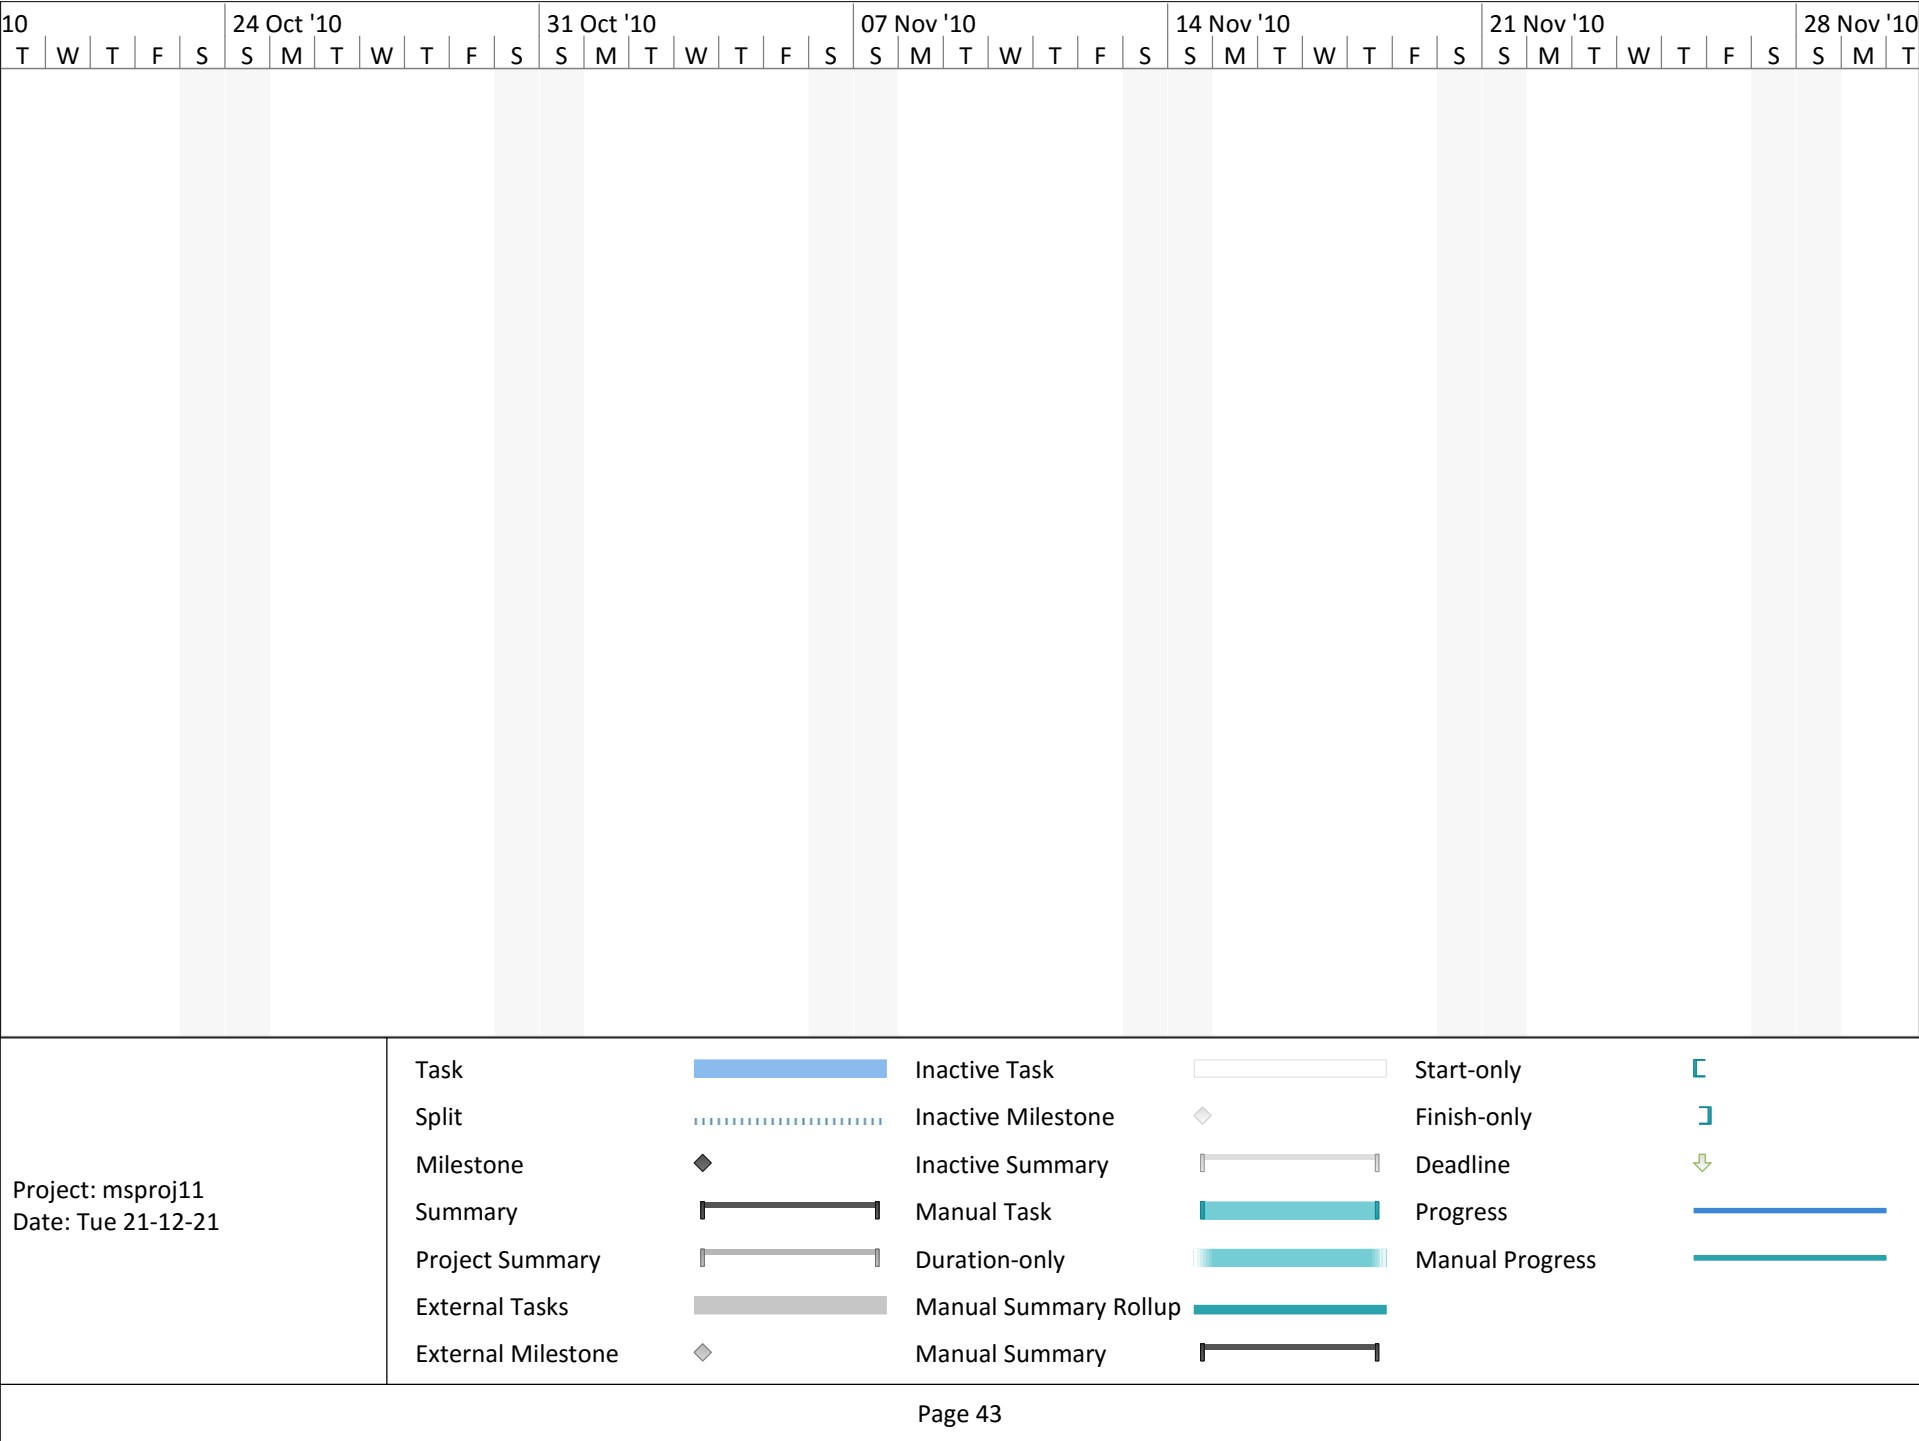 10 24 Oct '10 31 Oct '10 07 Nov '10 14 Nov '10 21 Nov '10 28 Nov '10
T W T F S S M T W T F S S M T W T F S S M T W T F S S M T W T F S S M T W T F S S M T
Task Inactive Task Start-only
Split Inactive Milestone Finish-only
Milestone Inactive Summary Deadline
Project: msproj11
Date: Tue 21-12-21
Summary Manual Task Progress
Project Summary Duration-only Manual Progress
External Tasks Manual Summary Rollup
External Milestone Manual Summary
Page 43